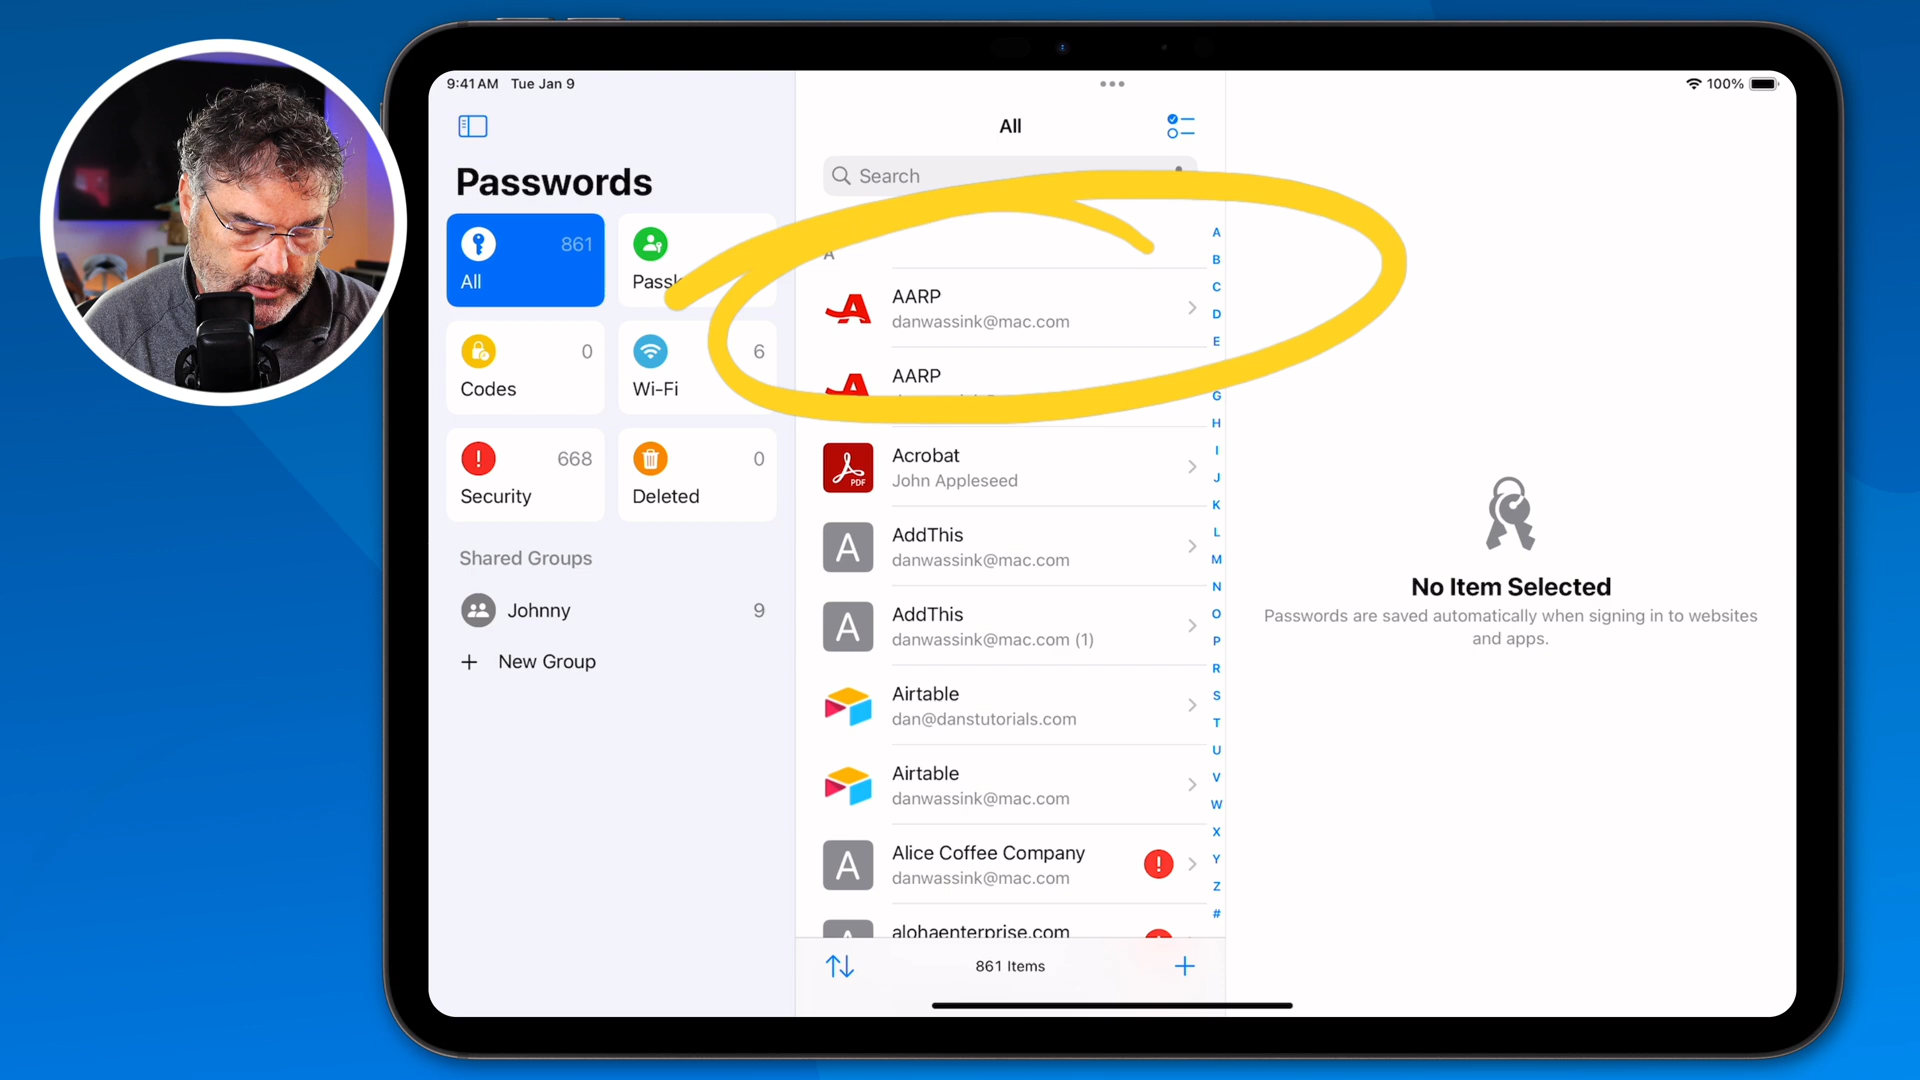 9:41 AM Tue Jan 9
100%
Passwords
All 861
Codes 0
Wi-Fi 6
Security 668
Deleted 0
Shared Groups
Johnny 9
New Group
All
Search
A
AARP
danwassink@mac.com
AARP
Acrobat
John Appleseed
PDF
A
AddThis
danwassink@mac.com
A
AddThis
danwassink@mac.com (1)
Airtable
dan@danstutorials.com
Airtable
danwassink@mac.com
A
Alice Coffee Company
danwassink@mac.com
!
alohaenterprise.com
A
B
C
D
E
G
H
I
J
K
L
M
N
O
P
R
S
T
U
V
W
X
Y
Z
#
861 Items
No Item Selected
Passwords are saved automatically when signing in to websites
and apps.